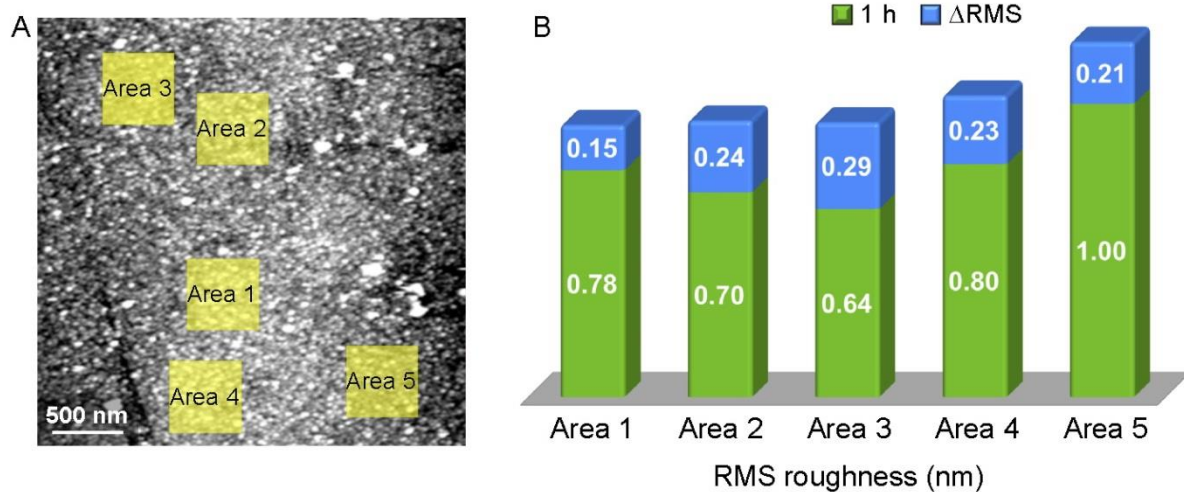 A
Area 3
Area 2
Area 1
Area 4
Area 5
500 nm
B
1 h ΔRMS
0.15 0.24 0.29 0.23 0.21
0.78 0.70 0.64 0.80 1.00
Area 1 Area 2 Area 3 Area 4 Area 5
RMS roughness (nm)